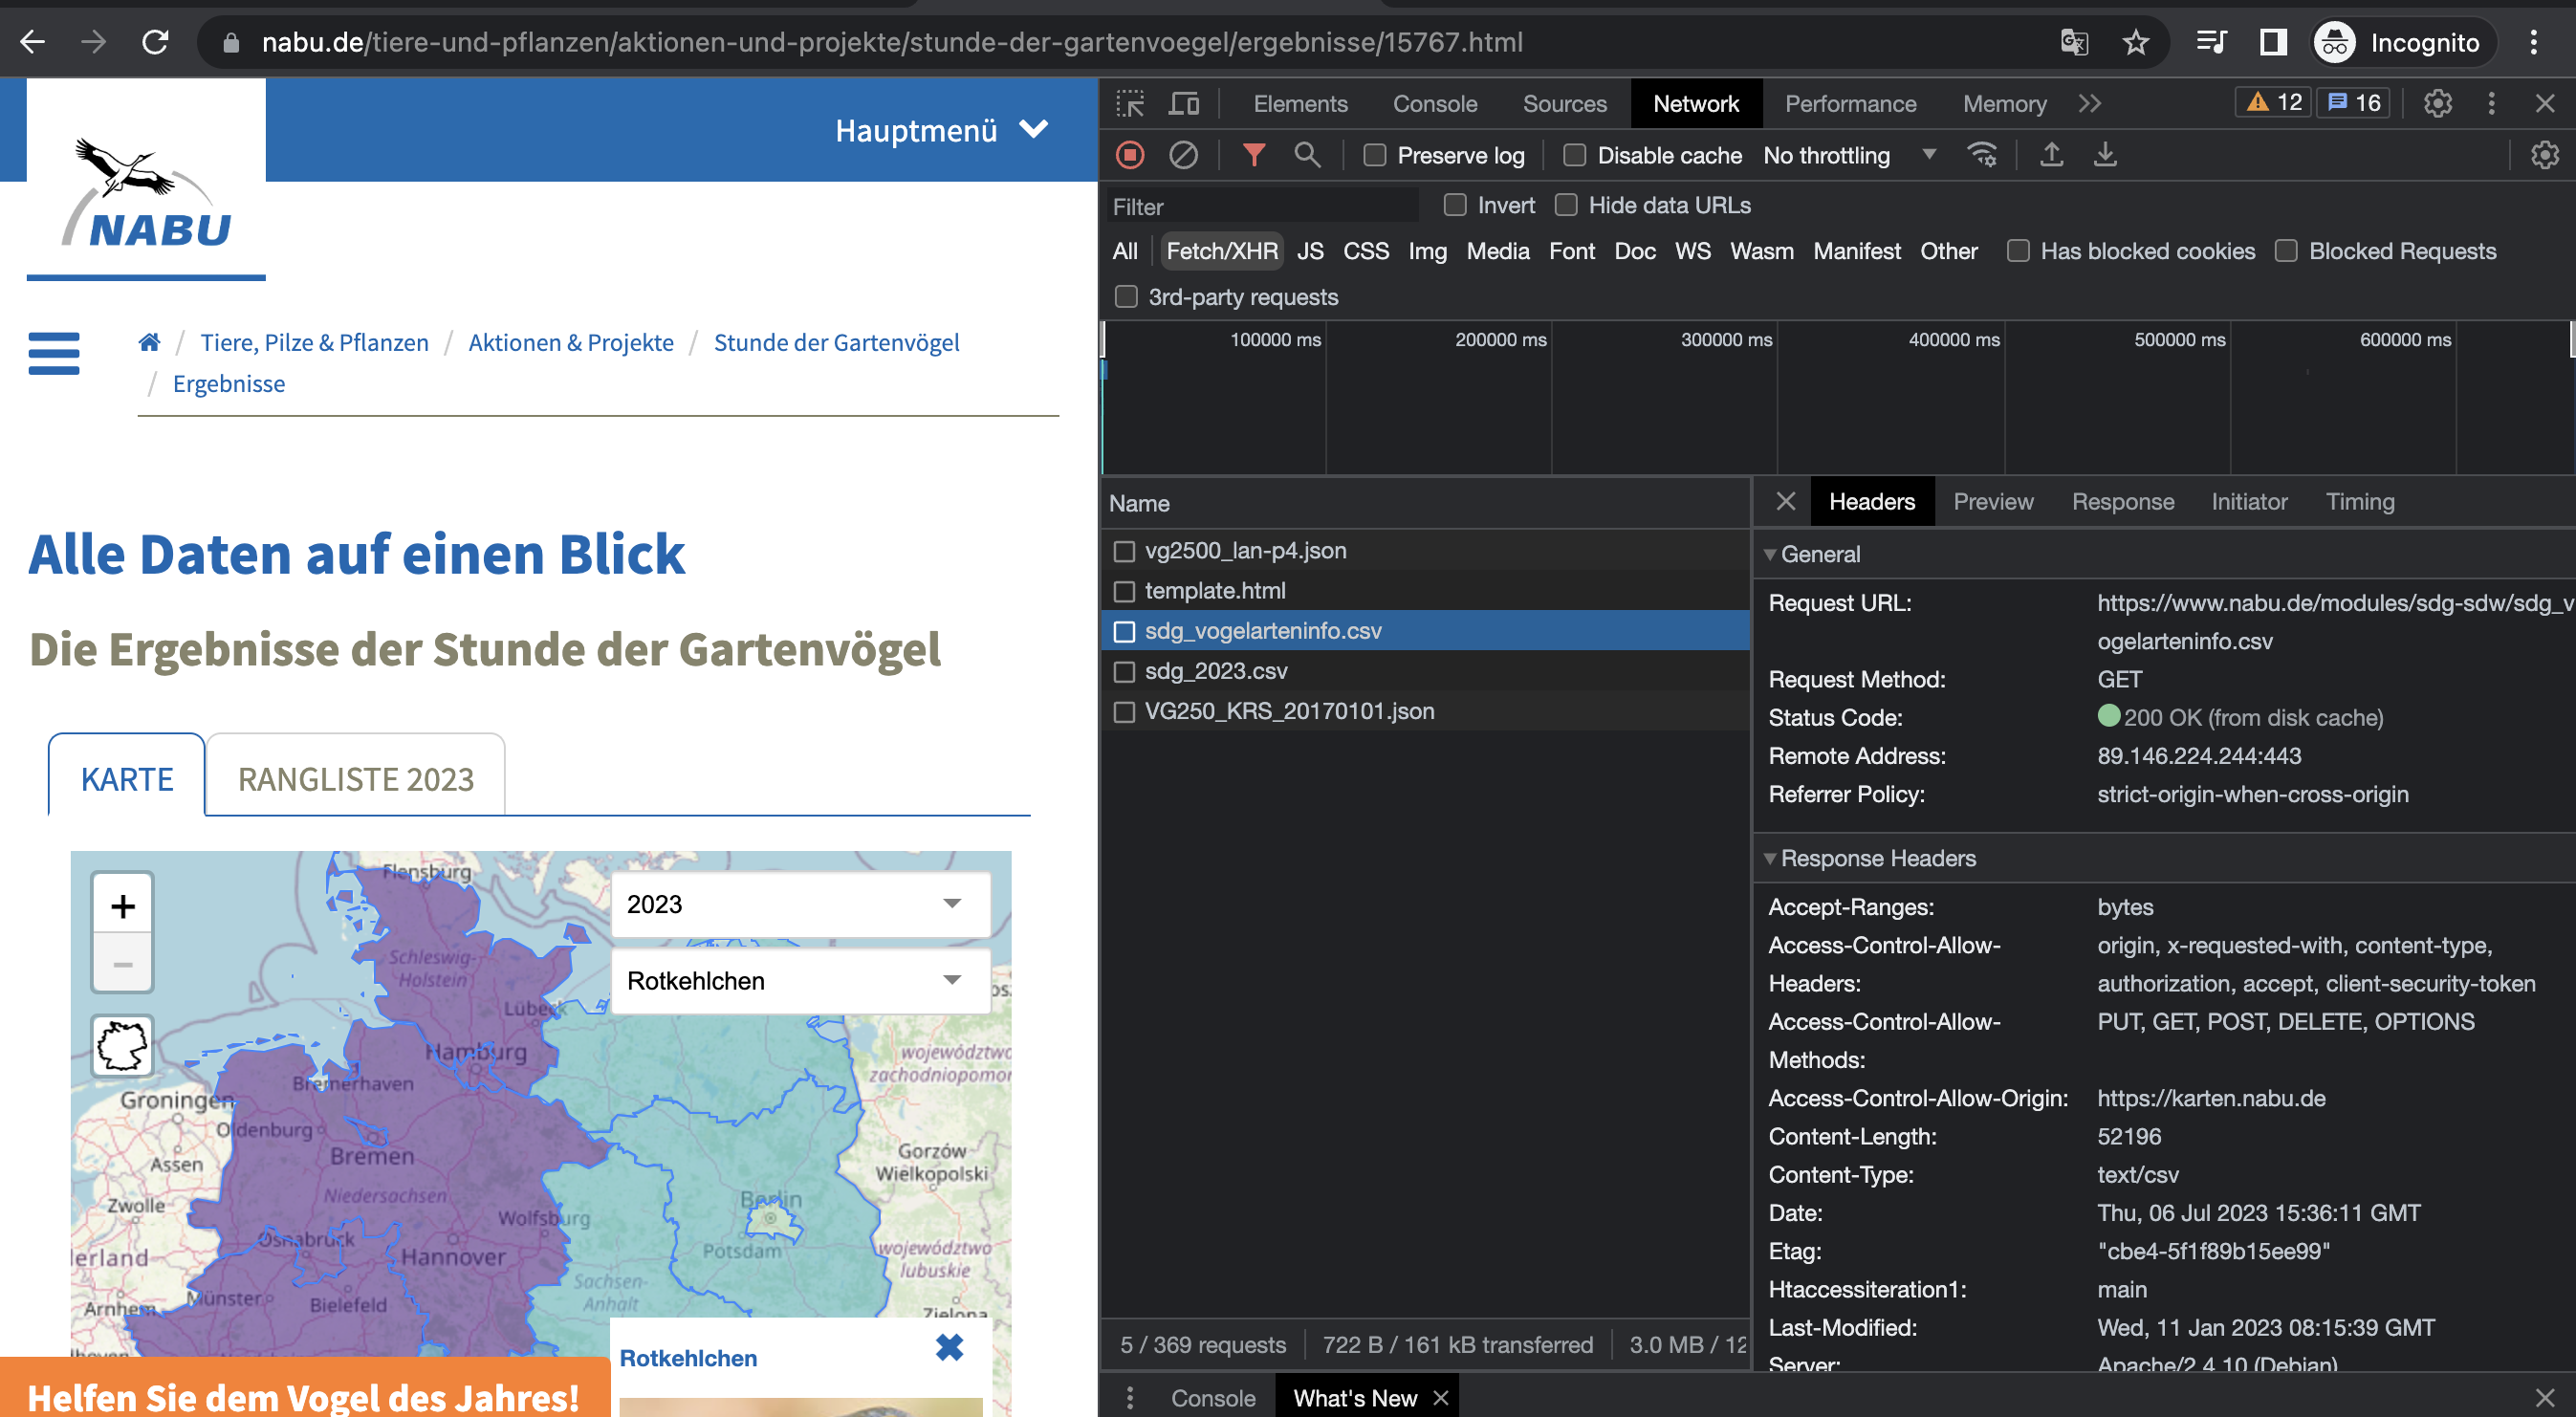 nabu.de/tiere-und-pflanzen/aktionen-und-projekte/stunde-der-gartenvoegel/ergebnisse/15767.html
Incognito
Hauptmenü
NABU
/ Tiere, Pilze & Pflanzen / Aktionen & Projekte / Stunde der Gartenvögel
/ Ergebnisse
Alle Daten auf einen Blick
Die Ergebnisse der Stunde der Gartenvögel
KARTE
RANGLISTE 2023
+
−
2023
Rotkehlchen
Flensburg
Schleswig-
Holstein
Lübeck
Hamburg
Bremerhaven
Groningen
Oldenburg
Assen
Bremen
Zwolle
Niedersachsen
Wolfsburg
Osnabrück
Hannover
Münster
Bielefeld
Arnhem
Berlin
Potsdam
Sachsen-
Anhalt
województwo
zachodniopomor
Gorzów
Wielkopolski
województwo
lubuskie
Zielona
Rotkehlchen
Helfen Sie dem Vogel des Jahres!
Elements
Console
Sources
Network
Performance
Memory
12
16
Preserve log
Disable cache
No throttling
Filter
Invert
Hide data URLs
All
Fetch/XHR
JS
CSS
Img
Media
Font
Doc
WS
Wasm
Manifest
Other
Has blocked cookies
Blocked Requests
3rd-party requests
100000 ms
200000 ms
300000 ms
400000 ms
500000 ms
600000 ms
Name
vg2500_lan-p4.json
template.html
sdg_vogelarteninfo.csv
sdg_2023.csv
VG250_KRS_20170101.json
5 / 369 requests
722 B / 161 kB transferred
3.0 MB / 12
Headers
Preview
Response
Initiator
Timing
General
Request URL: https://www.nabu.de/modules/sdg-sdw/sdg_v
ogelarteninfo.csv
Request Method: GET
Status Code: 200 OK (from disk cache)
Remote Address: 89.146.224.244:443
Referrer Policy: strict-origin-when-cross-origin
Response Headers
Accept-Ranges: bytes
Access-Control-Allow- origin, x-requested-with, content-type,
Headers: authorization, accept, client-security-token
Access-Control-Allow- PUT, GET, POST, DELETE, OPTIONS
Methods:
Access-Control-Allow-Origin: https://karten.nabu.de
Content-Length: 52196
Content-Type: text/csv
Date: Thu, 06 Jul 2023 15:36:11 GMT
Etag: "cbe4-5f1f89b15ee99"
Htaccessiteration1: main
Last-Modified: Wed, 11 Jan 2023 08:15:39 GMT
Server: Apache/2.4.10 (Debian)
Console
What's New